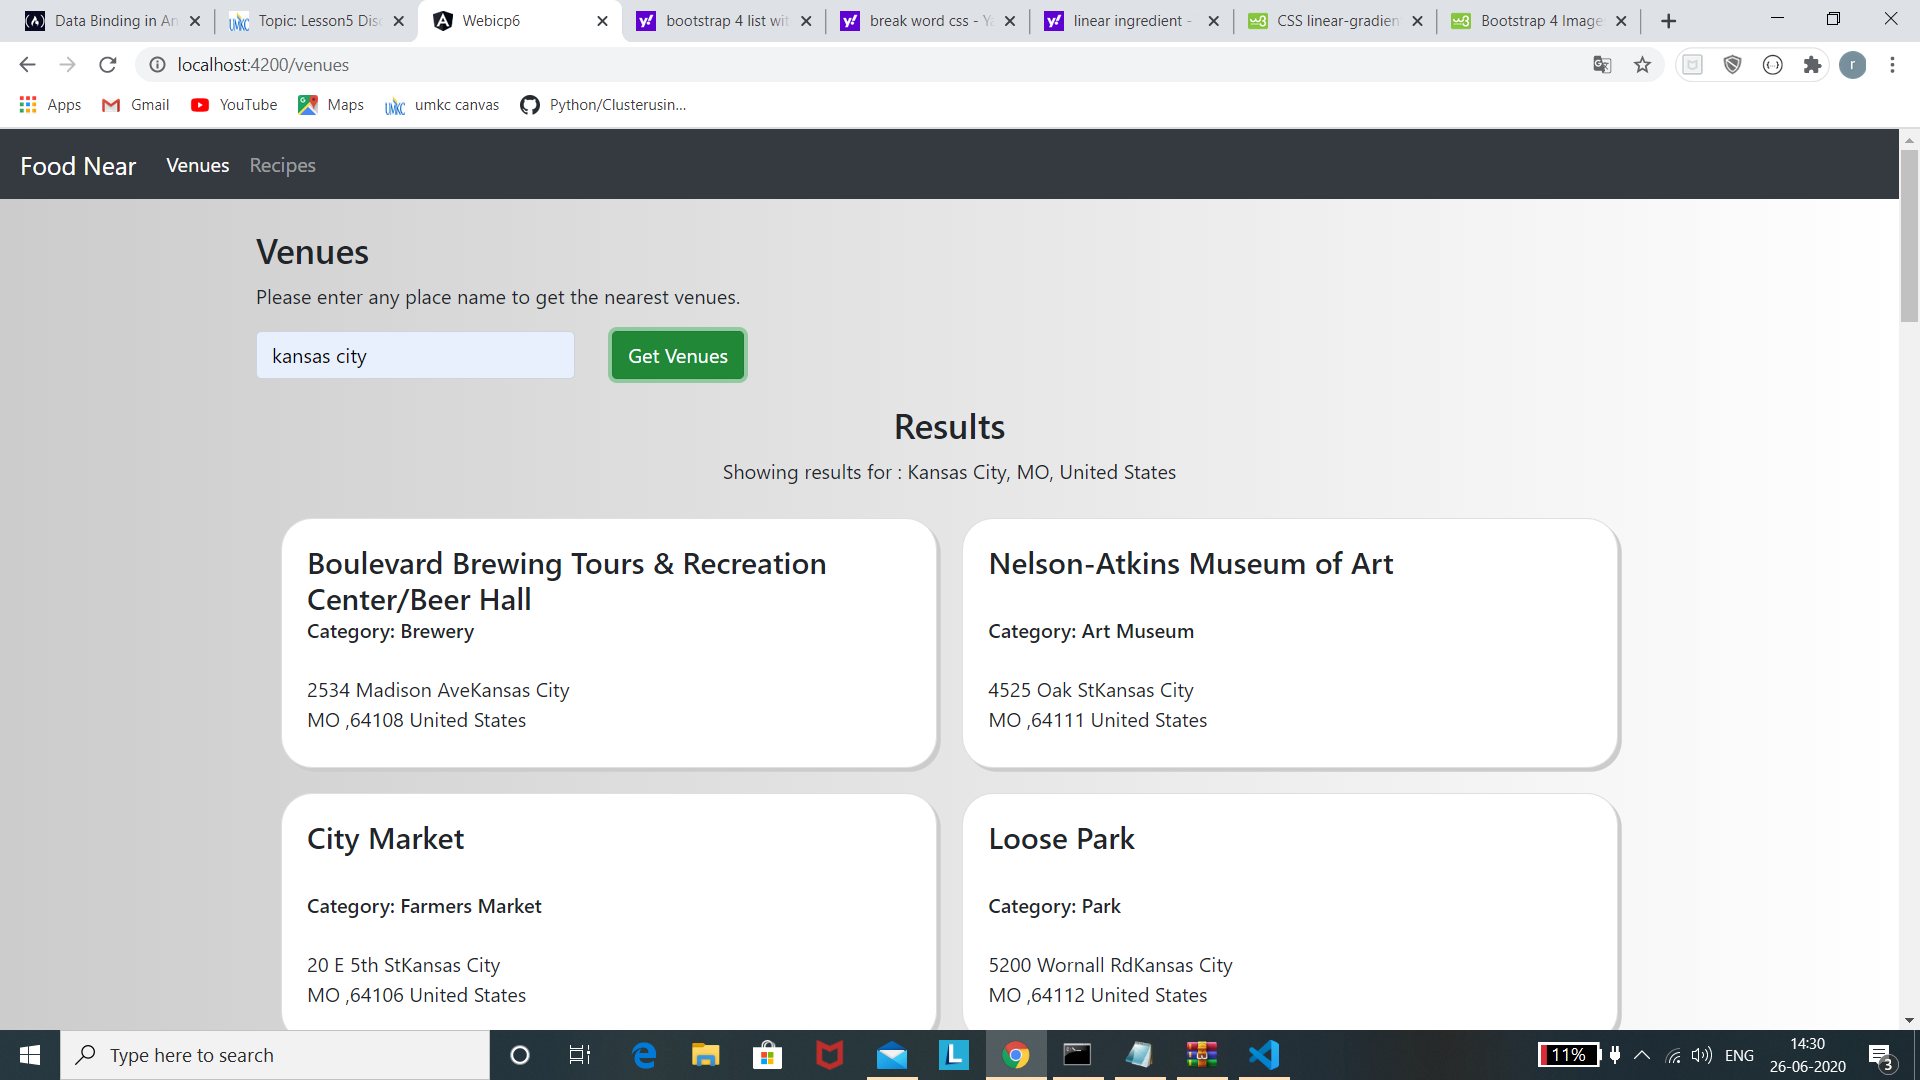 Data Binding in An
Topic: Lesson5 Disc
Webicp6
bootstrap 4 list wit
break word css - Ya
linear ingredient -
CSS linear-gradien
Bootstrap 4 Image
localhost:4200/venues
r
Apps
Gmail
YouTube
Maps
umkc canvas
Python/Clusterusin...
Food Near
Venues
Recipes
Venues
Please enter any place name to get the nearest venues.
kansas city
Get Venues
Results
Showing results for : Kansas City, MO, United States
Boulevard Brewing Tours & Recreation
Center/Beer Hall
Category: Brewery
2534 Madison AveKansas City
MO ,64108 United States
Nelson-Atkins Museum of Art
Category: Art Museum
4525 Oak StKansas City
MO ,64111 United States
City Market
Category: Farmers Market
20 E 5th StKansas City
MO ,64106 United States
Loose Park
Category: Park
5200 Wornall RdKansas City
MO ,64112 United States
Type here to search
11%
ENG
14:30
26-06-2020
3